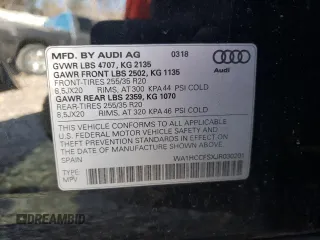 MFD. BY AUDI AG 0318
GVWR LBS 4707, KG 2135
GAWR FRONT LBS 2502, KG 1135
FRONT-TIRES 255/35 R20
8,5JX20 RIMS, AT 300 KPA 44 PSI COLD
GAWR REAR LBS 2359, KG 1070
REAR-TIRES 255/35 R20
8,5JX20 RIMS, AT 320 KPA 46 PSI COLD
Audi
THIS VEHICLE CONFORMS TO ALL APPLICABLE
U.S. FEDERAL MOTOR VEHICLE SAFETY
STANDARDS IN EFFECT ON THE DATE OF
MANUFACTURE SHOWN ABOVE.
SPAIN
TYPE:
MPV
DREAMBID